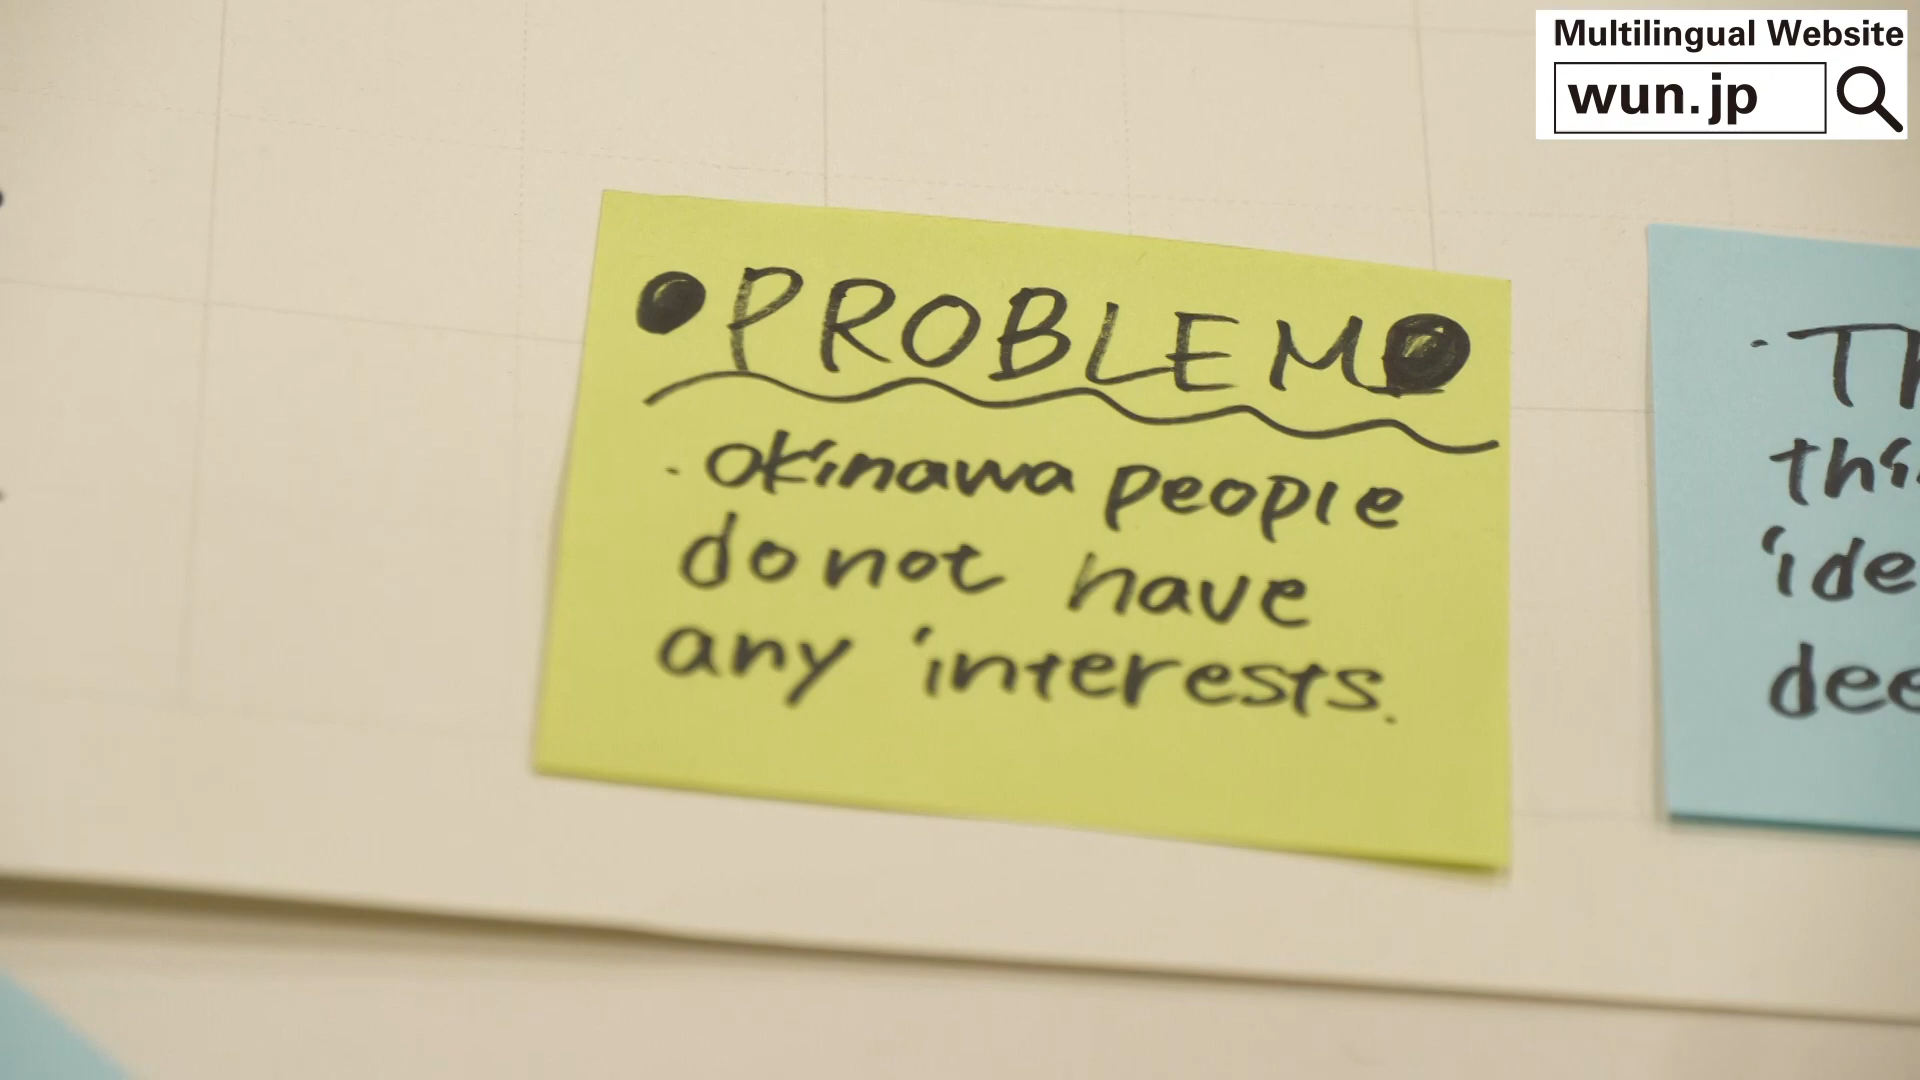 Multilingual Website
wun.jp
●PROBLEM●
・Okinawa people
do not have
any interests.